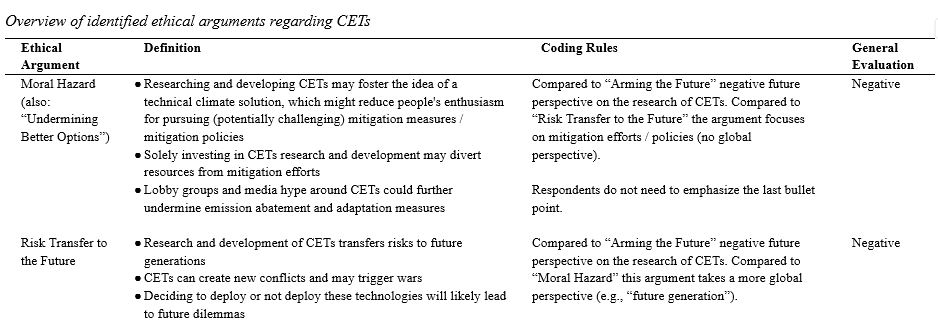 Overview of identified ethical arguments regarding CETs
Ethical Argument Definition Coding Rules General Evaluation
Moral Hazard (also: “Undermining Better Options”)
● Researching and developing CETs may foster the idea of a
technical climate solution, which might reduce people's enthusiasm
for pursuing (potentially challenging) mitigation measures /
mitigation policies
● Solely investing in CETs research and development may divert
resources from mitigation efforts
● Lobby groups and media hype around CETs could further
undermine emission abatement and adaptation measures
Compared to “Arming the Future” negative future
perspective on the research of CETs. Compared to
“Risk Transfer to the Future” the argument focuses
on mitigation efforts / policies (no global
perspective).
Respondents do not need to emphasize the last bullet
point.
Negative
Risk Transfer to
the Future
● Research and development of CETs transfers risks to future
generations
● CETs can create new conflicts and may trigger wars
● Deciding to deploy or not deploy these technologies will likely lead
to future dilemmas
Compared to “Arming the Future” negative future
perspective on the research of CETs. Compared to
“Moral Hazard” this argument takes a more global
perspective (e.g., “future generation”).
Negative